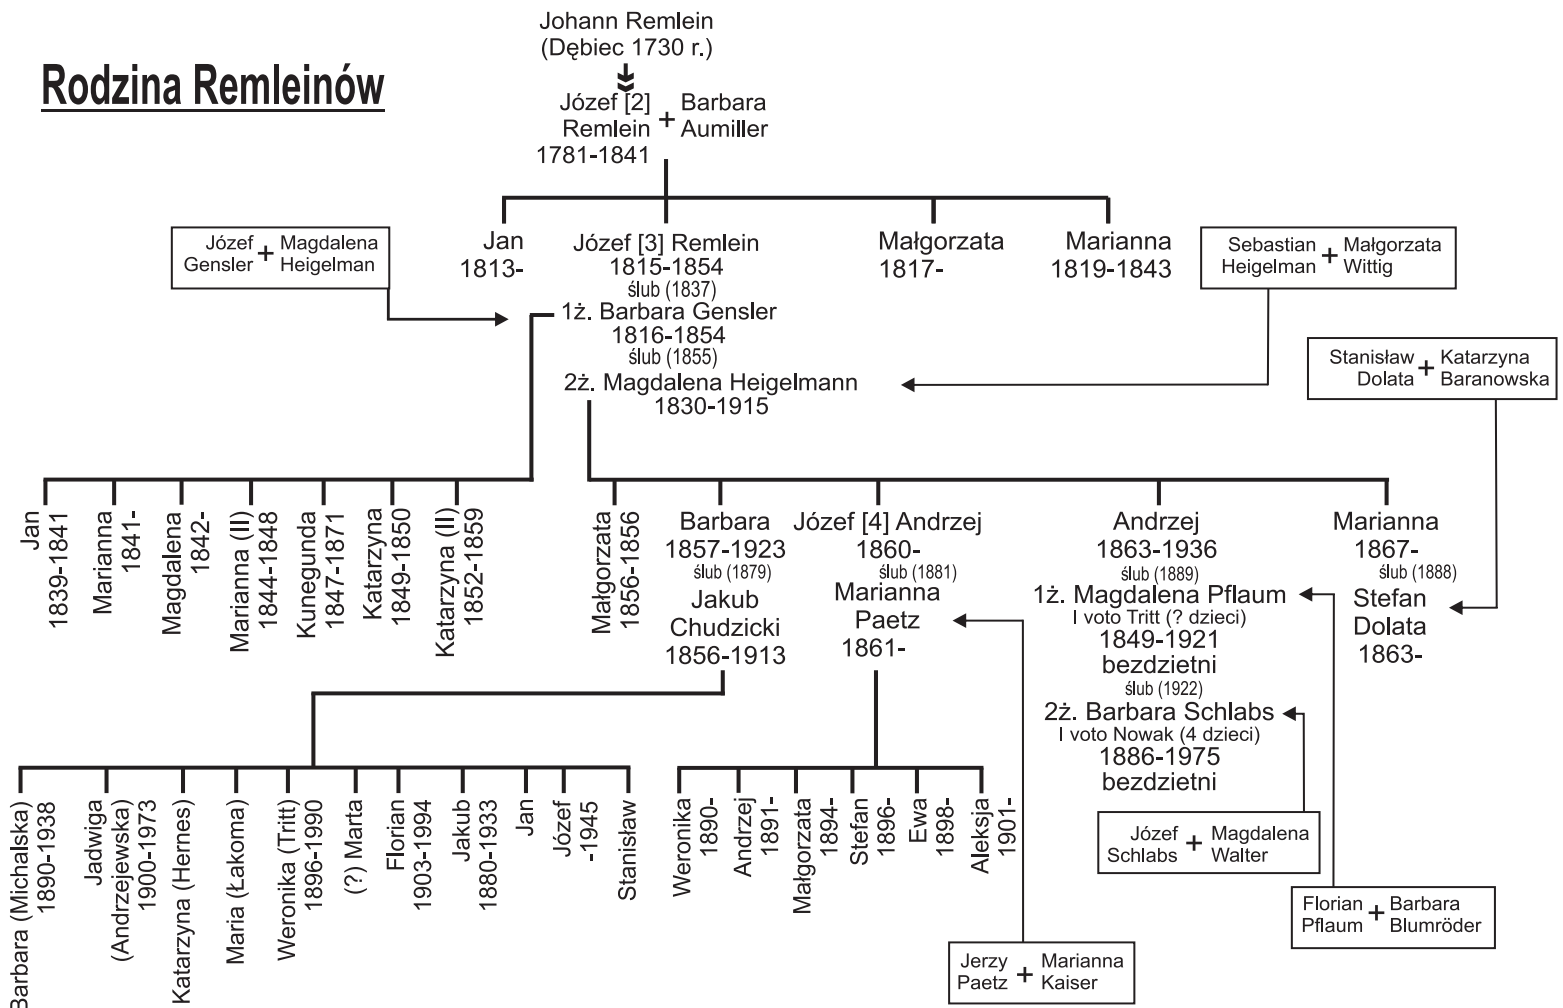 Rodzina Remleinów
Johann Remlein
(Dębiec 1730 r.)
Józef [2]
Remlein
1781-1841
+
Barbara
Aumiller
Józef
Gensler
+
Magdalena
Heigelman
Jan
1813-
Józef [3] Remlein
1815-1854
ślub (1837)
1ż. Barbara Gensler
1816-1854
ślub (1855)
2ż. Magdalena Heigelmann
1830-1915
Małgorzata
1817-
Marianna
1819-1843
Sebastian
Heigelman
+
Małgorzata
Wittig
Stanisław
Dolata
+
Katarzyna
Baranowska
Jan
1839-1841
Marianna
1841-
Magdalena
1842-
Marianna (II)
1844-1848
Kunegunda
1847-1871
Katarzyna
1849-1850
Katarzyna (II)
1852-1859
Małgorzata
1856-1856
Barbara
1857-1923
ślub (1879)
Jakub
Chudzicki
1856-1913
Józef [4] Andrzej
1860-
ślub (1881)
Marianna
Paetz
1861-
Andrzej
1863-1936
ślub (1889)
1ż. Magdalena Pflaum
I voto Tritt (? dzieci)
1849-1921
bezdzietni
ślub (1922)
2ż. Barbara Schlabs
I voto Nowak (4 dzieci)
1886-1975
bezdzietni
Marianna
1867-
ślub (1888)
Stefan
Dolata
1863-
Barbara (Michalska)
1890-1938
Jadwiga
(Andrzejewska)
1900-1973
Katarzyna (Hernes)
Maria (Łakoma)
Weronika (Tritt)
1896-1990
(?) Marta
Florian
1903-1994
Jakub
1880-1933
Jan
Józef
-1945
Stanisław
Weronika
1890-
Andrzej
1891-
Małgorzata
1894-
Stefan
1896-
Ewa
1898-
Aleksja
1901-
Józef
Schlabs
+
Magdalena
Walter
Florian
Pflaum
+
Barbara
Blumröder
Jerzy
Paetz
+
Marianna
Kaiser